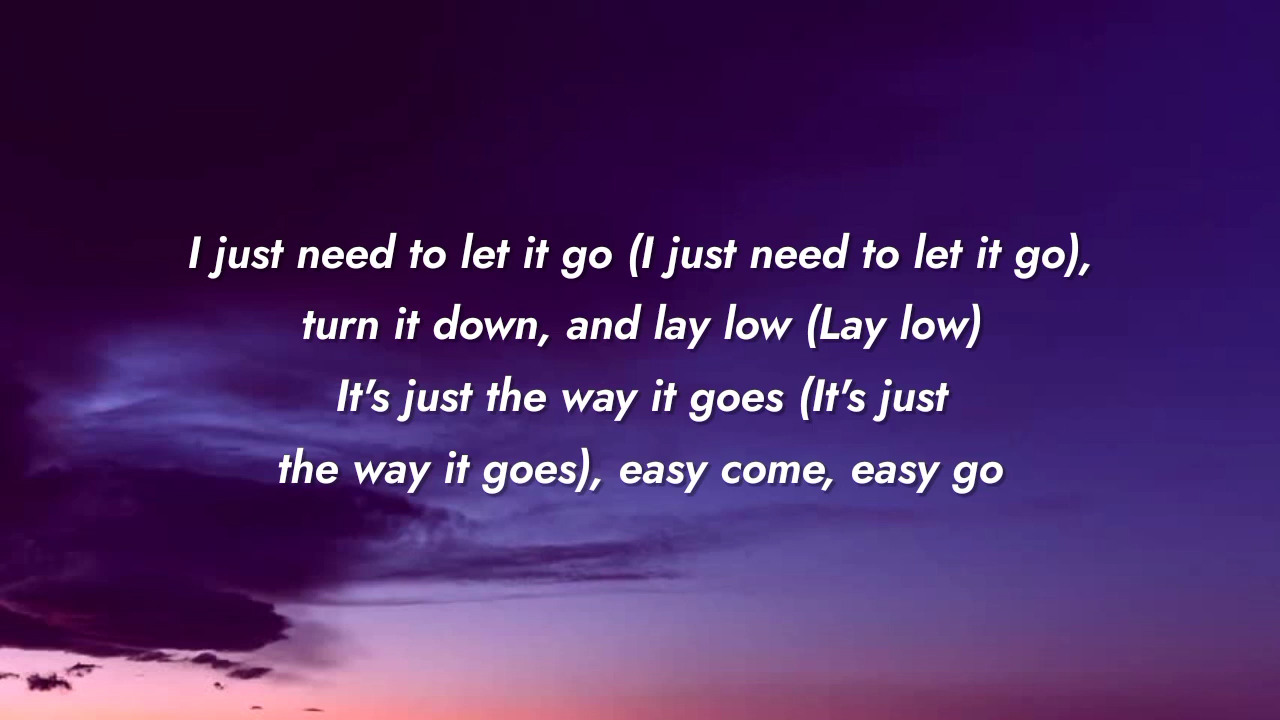 I just need to let it go (I just need to let it go),
turn it down, and lay low (Lay low)
It's just the way it goes (It's just
the way it goes), easy come, easy go